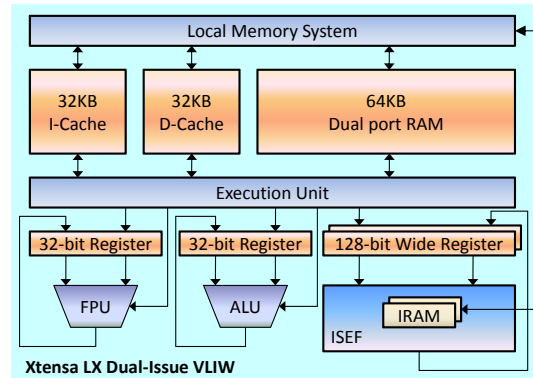 Local Memory System
32KB
I-Cache
32KB
D-Cache
64KB
Dual port RAM
Execution Unit
32-bit Register
32-bit Register
128-bit Wide Register
FPU
ALU
IRAM
ISEF
Xtensa LX Dual-Issue VLIW